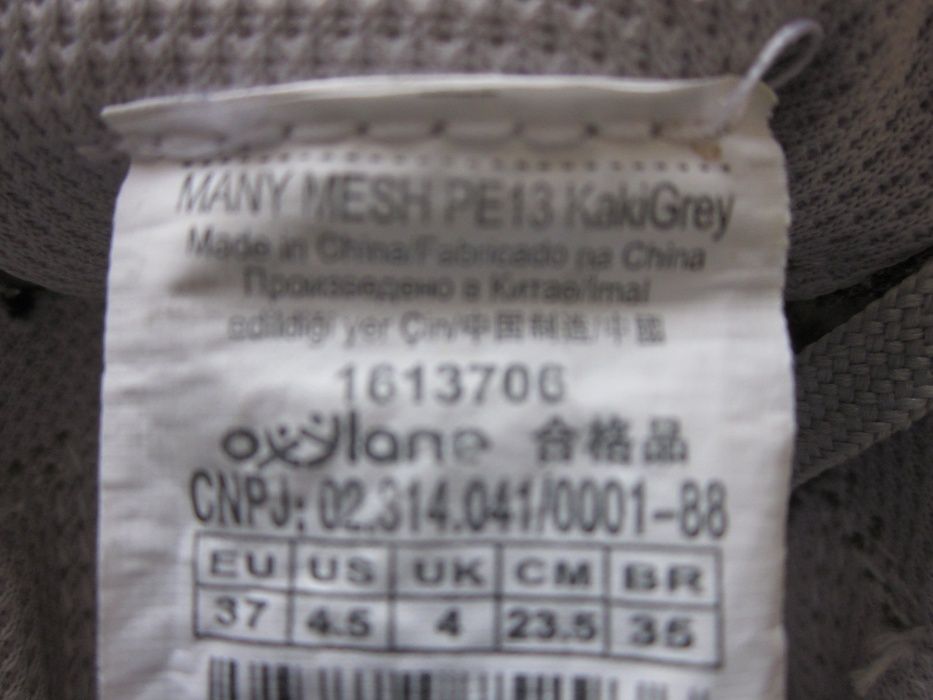 MANY MESH PE13 KakiGrey
Made in China/Fabricado na China
Произведено в Китае/Imal
edildiği yer Çin/中国制造/中國
1613706
oxylane 合格品
CNPJ: 02.314.041/0001-88
EU US UK CM BR
37 4.5 4 23.5 35